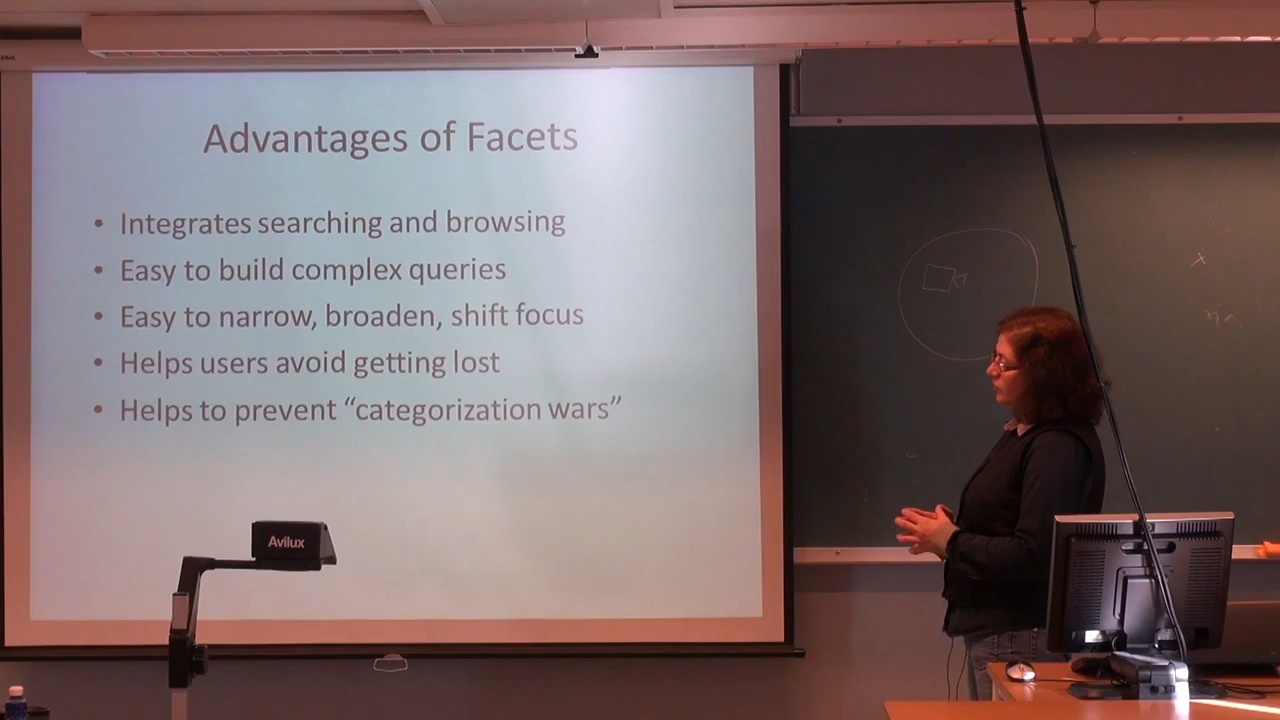 Advantages of Facets
• Integrates searching and browsing
• Easy to build complex queries
• Easy to narrow, broaden, shift focus
• Helps users avoid getting lost
• Helps to prevent “categorization wars”
Avilux